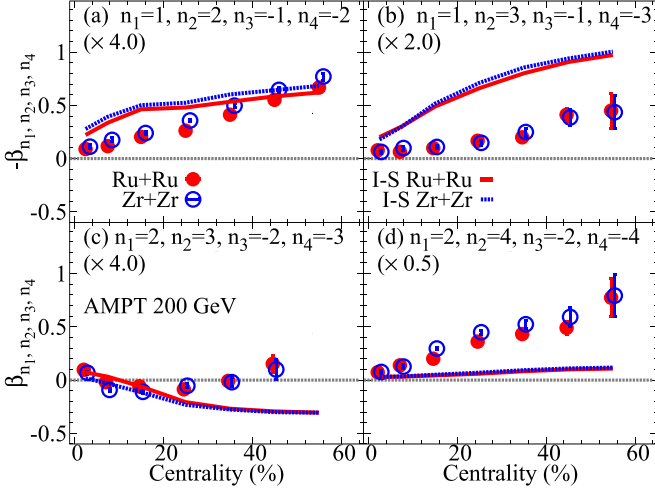 (a) n1=1, n2=2, n3=-1, n4=-2
(× 4.0)
(b) n1=1, n2=3, n3=-1, n4=-3
(× 2.0)
1
0.5
0
-0.5
-βn1, n2, n3, n4
Ru+Ru
Zr+Zr
I-S Ru+Ru
I-S Zr+Zr
(c) n1=2, n2=3, n3=-2, n4=-3
(× 4.0)
AMPT 200 GeV
(d) n1=2, n2=4, n3=-2, n4=-4
(× 0.5)
1
0.5
0
-0.5
βn1, n2, n3, n4
0 20 40 60
0 20 40 60
Centrality (%)
Centrality (%)